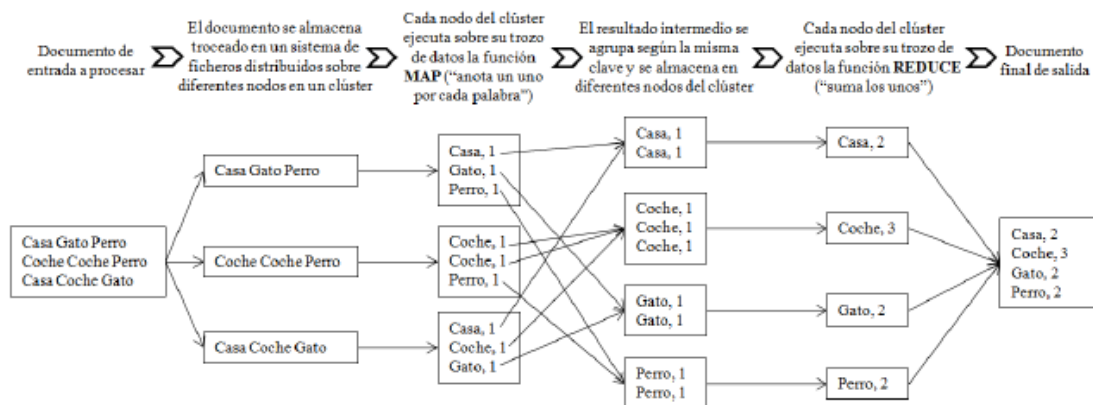 Documento de
entrada a procesar
El documento se almacena
troceado en un sistema de
ficheros distribuidos sobre
diferentes nodos en un clúster
Cada nodo del clúster
ejecuta sobre su trozo
de datos la función
MAP (“anota un uno
por cada palabra”)
El resultado intermedio se
agrupa según la misma
clave y se almacena en
diferentes nodos del clúster
Cada nodo del clúster
ejecuta sobre su trozo de
datos la función REDUCE
(“suma los unos”)
Documento
final de salida
Casa Gato Perro
Coche Coche Perro
Casa Coche Gato
Casa Gato Perro
Coche Coche Perro
Casa Coche Gato
Casa, 1
Gato, 1
Perro, 1
Coche, 1
Coche, 1
Perro, 1
Casa, 1
Coche, 1
Gato, 1
Casa, 1
Casa, 1
Coche, 1
Coche, 1
Coche, 1
Gato, 1
Gato, 1
Perro, 1
Perro, 1
Casa, 2
Coche, 3
Gato, 2
Perro, 2
Casa, 2
Coche, 3
Gato, 2
Perro, 2